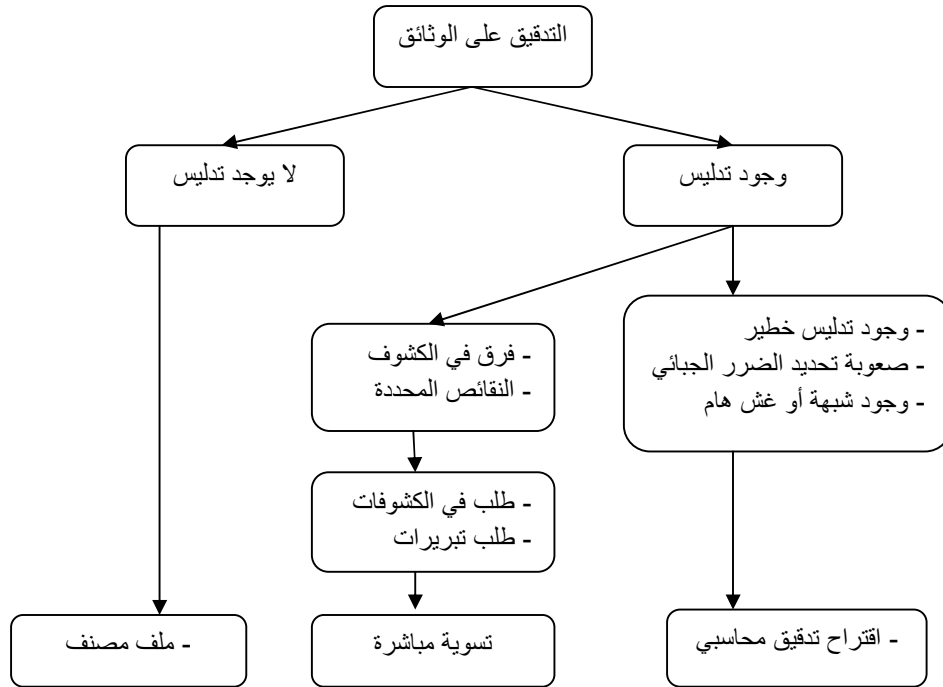 التدقيق على الوثائق
لا يوجد تدليس
وجود تدليس
- فرق في الكشوف
- النقائص المحددة
- وجود تدليس خطير
- صعوبة تحديد الضرر الجبائي
- وجود شبهة أو غش هام
- طلب في الكشوفات
- طلب تبريرات
- ملف مصنف
تسوية مباشرة
- اقتراح تدقيق محاسبي